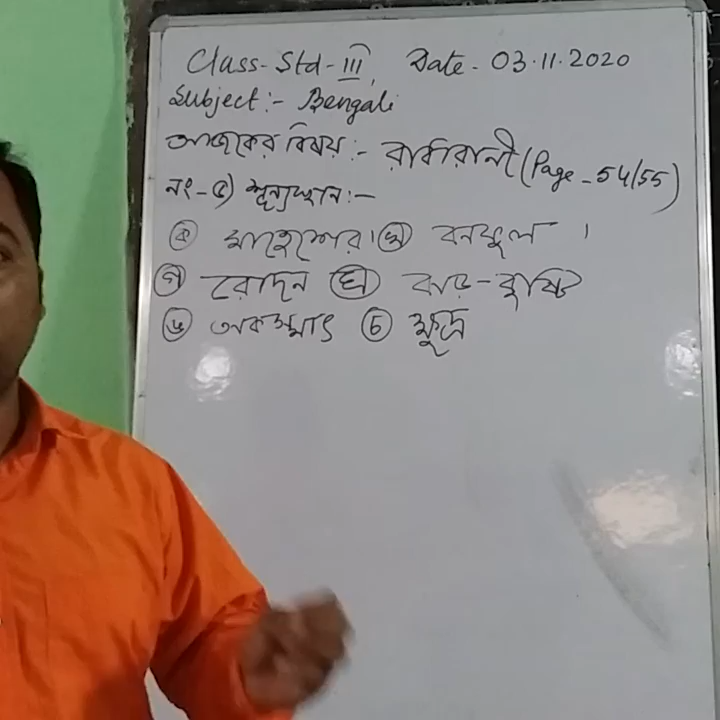 Class - Std - III, Date - 03.11.2020
Subject :- Bengali
আজকের বিষয় :- রাধারানী (Page - 54/55)
নং - ৫) শূন্যস্থান :-
ক) মাহেশের। খ) বনফুল ।
গ) রোদন ঘ) ঝড় - বৃষ্টি
ঙ) অকস্মাৎ চ) ক্ষুদ্র